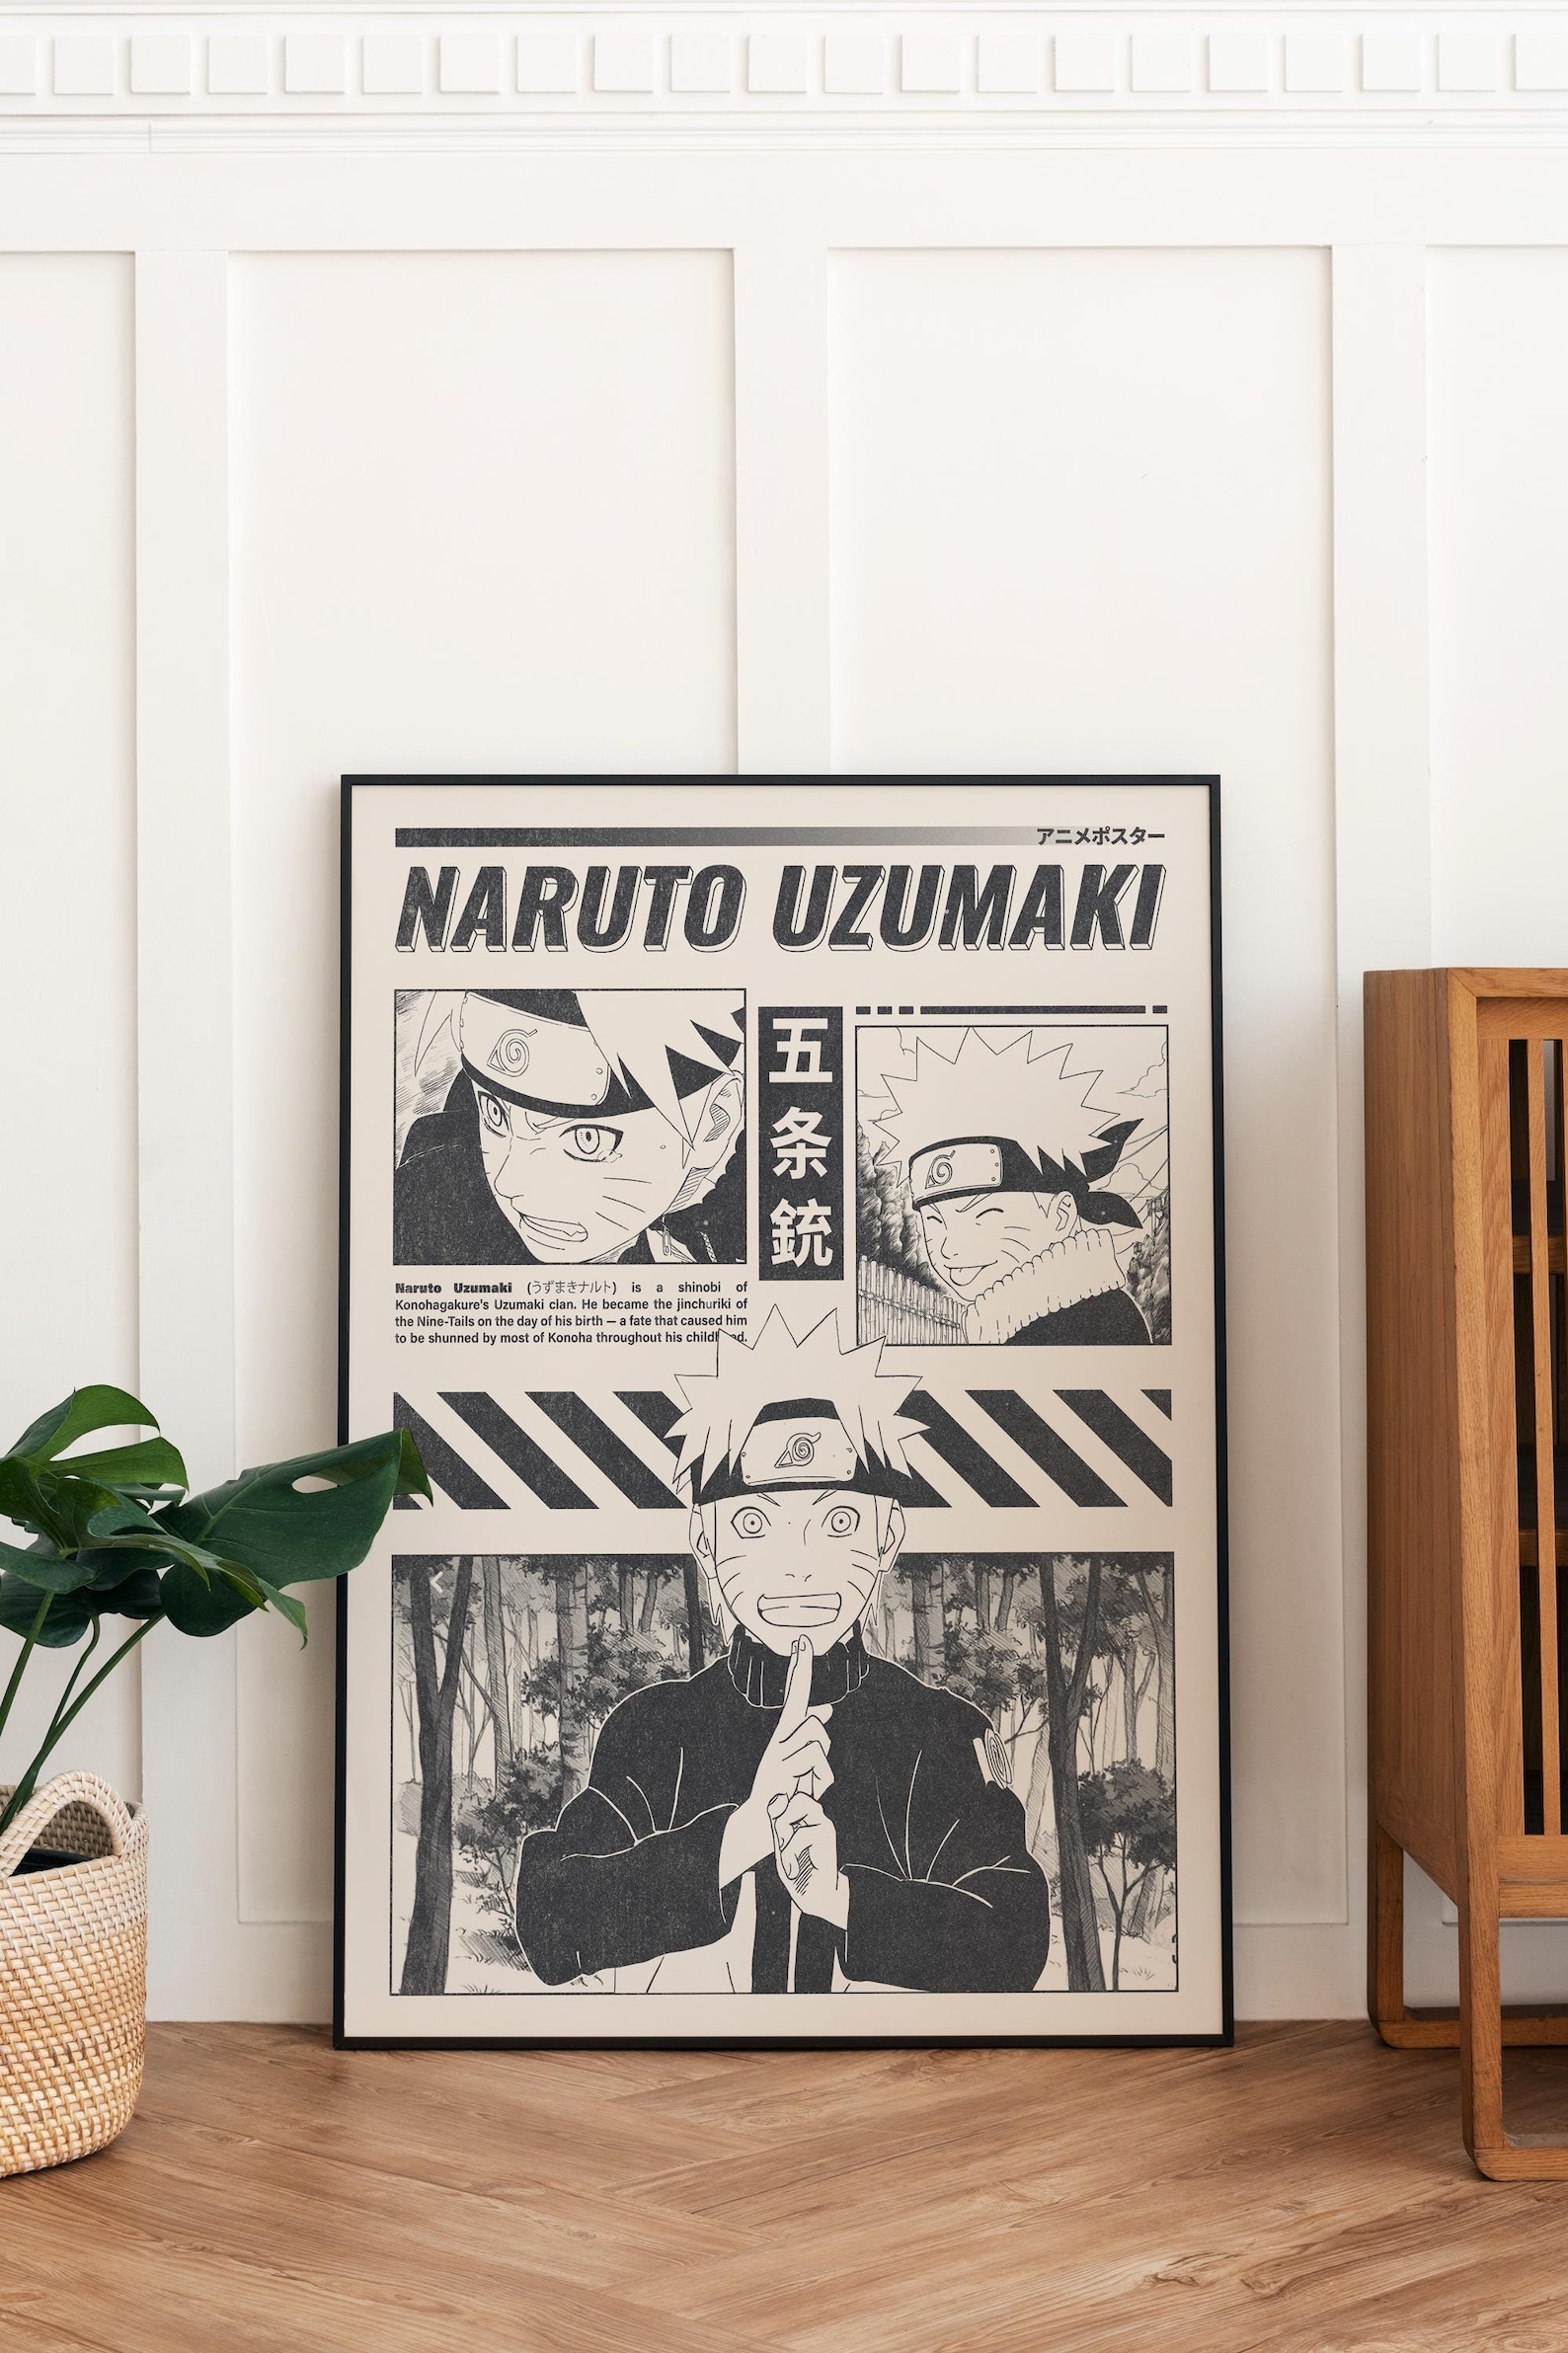 アニメポスター
NARUTO UZUMAKI
五条銃
Naruto Uzumaki (うずまきナルト) is a shinobi of
Konohagakure's Uzumaki clan. He became the jinchuriki of
the Nine-Tails on the day of his birth — a fate that caused him
to be shunned by most of Konoha throughout his